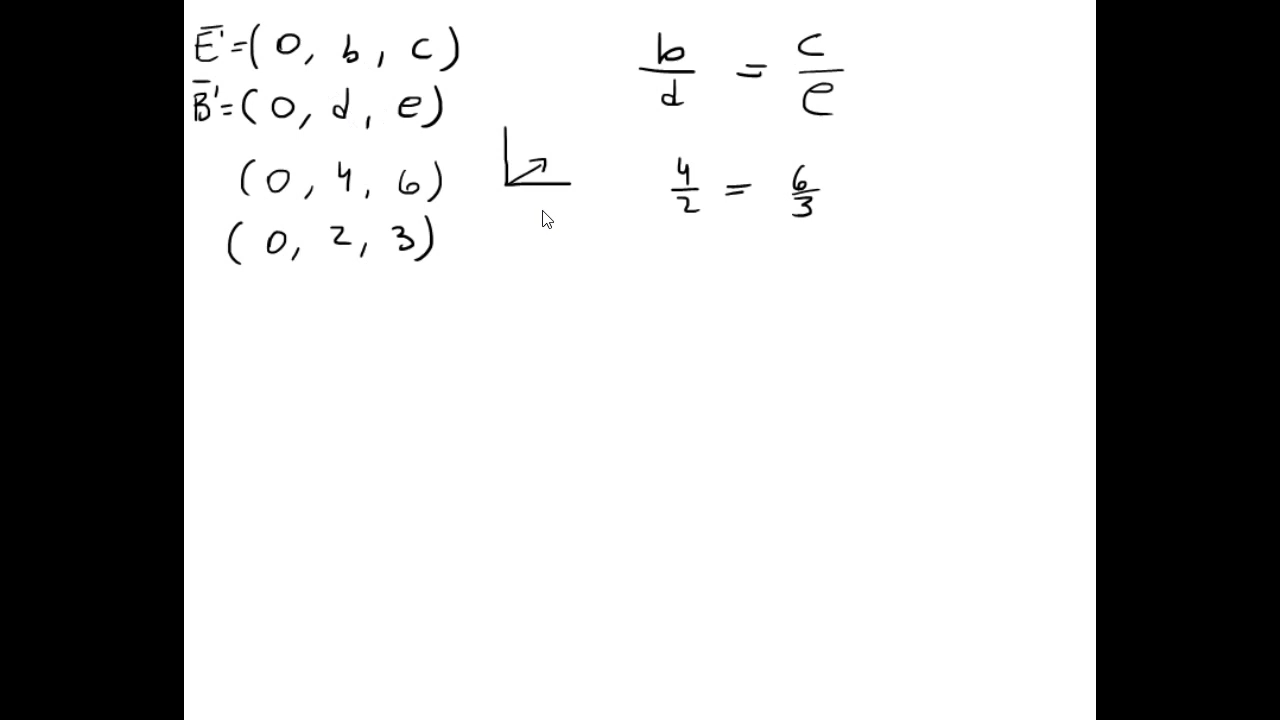 E̅'=(0, b, c)
B̅'=(0, d, e)
(0, 4, 6)
(0, 2, 3)
b/d = c/e
4/2 = 6/3